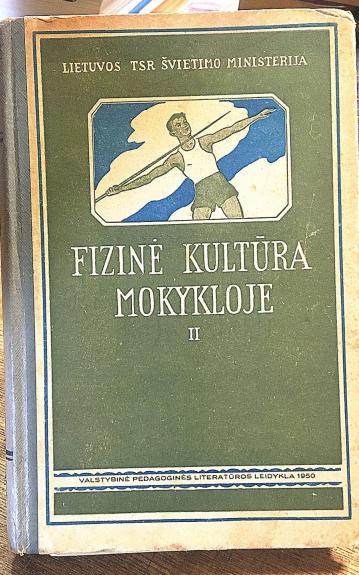 LIETUVOS TSR ŠVIETIMO MINISTERIJA
FIZINĖ KULTŪRA
MOKYKLOJE
II
VALSTYBINĖ PEDAGOGINĖS LITERATŪROS LEIDYKLA 1950